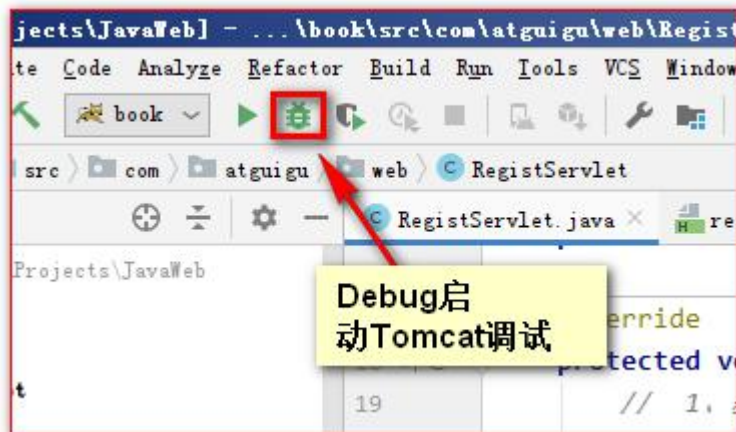 jects\JavaWeb] - ...\book\src\com\atguigu\web\Regist
te Code Analyze Refactor Build Run Tools VCS Window
book
src com atguigu web RegistServlet
RegistServlet.java re
Projects\JavaWeb
Debug启
动Tomcat调试
erride
tected v
t
19 // 1.